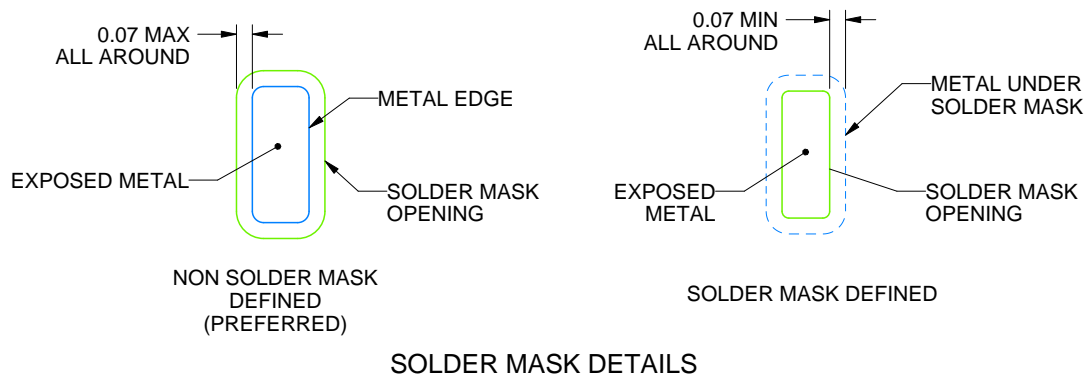 0.07 MAX
ALL AROUND
METAL EDGE
EXPOSED METAL
SOLDER MASK
OPENING
NON SOLDER MASK
DEFINED
(PREFERRED)
0.07 MIN
ALL AROUND
METAL UNDER
SOLDER MASK
EXPOSED
METAL
SOLDER MASK
OPENING
SOLDER MASK DEFINED
SOLDER MASK DETAILS